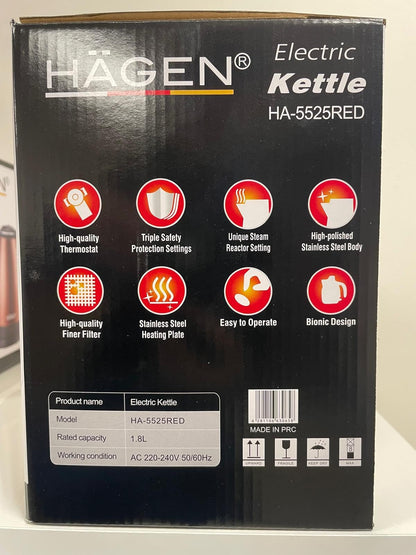 HÄGEN®
Electric
Kettle
HA-5525RED
High-quality
Thermostat
Triple Safety
Protection Settings
Unique Steam
Reactor Setting
High-polished
Stainless Steel Body
High-quality
Finer Filter
Stainless Steel
Heating Plate
Easy to Operate
Bionic Design
Product name Electric Kettle
Model HA-5525RED
Rated capacity 1.8L
Working condition AC 220-240V 50/60Hz
MADE IN PRC
UPWARD FRAGILE KEEP DRY MAX